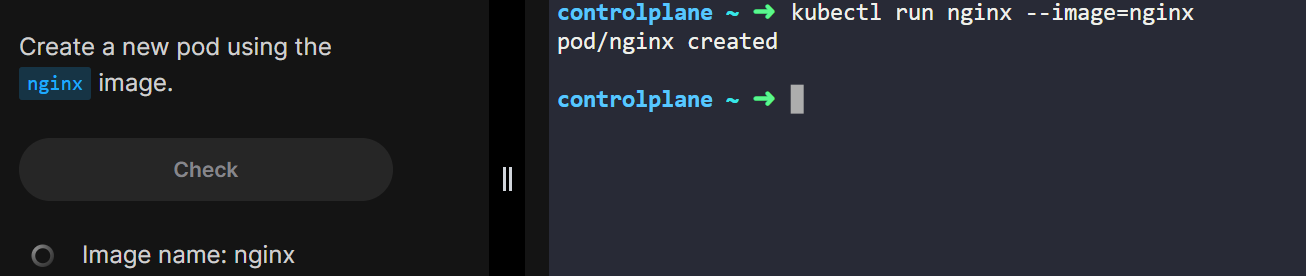 Create a new pod using the
nginx image.
Check
Image name: nginx
controlplane ~ ➜ kubectl run nginx --image=nginx
pod/nginx created
controlplane ~ ➜